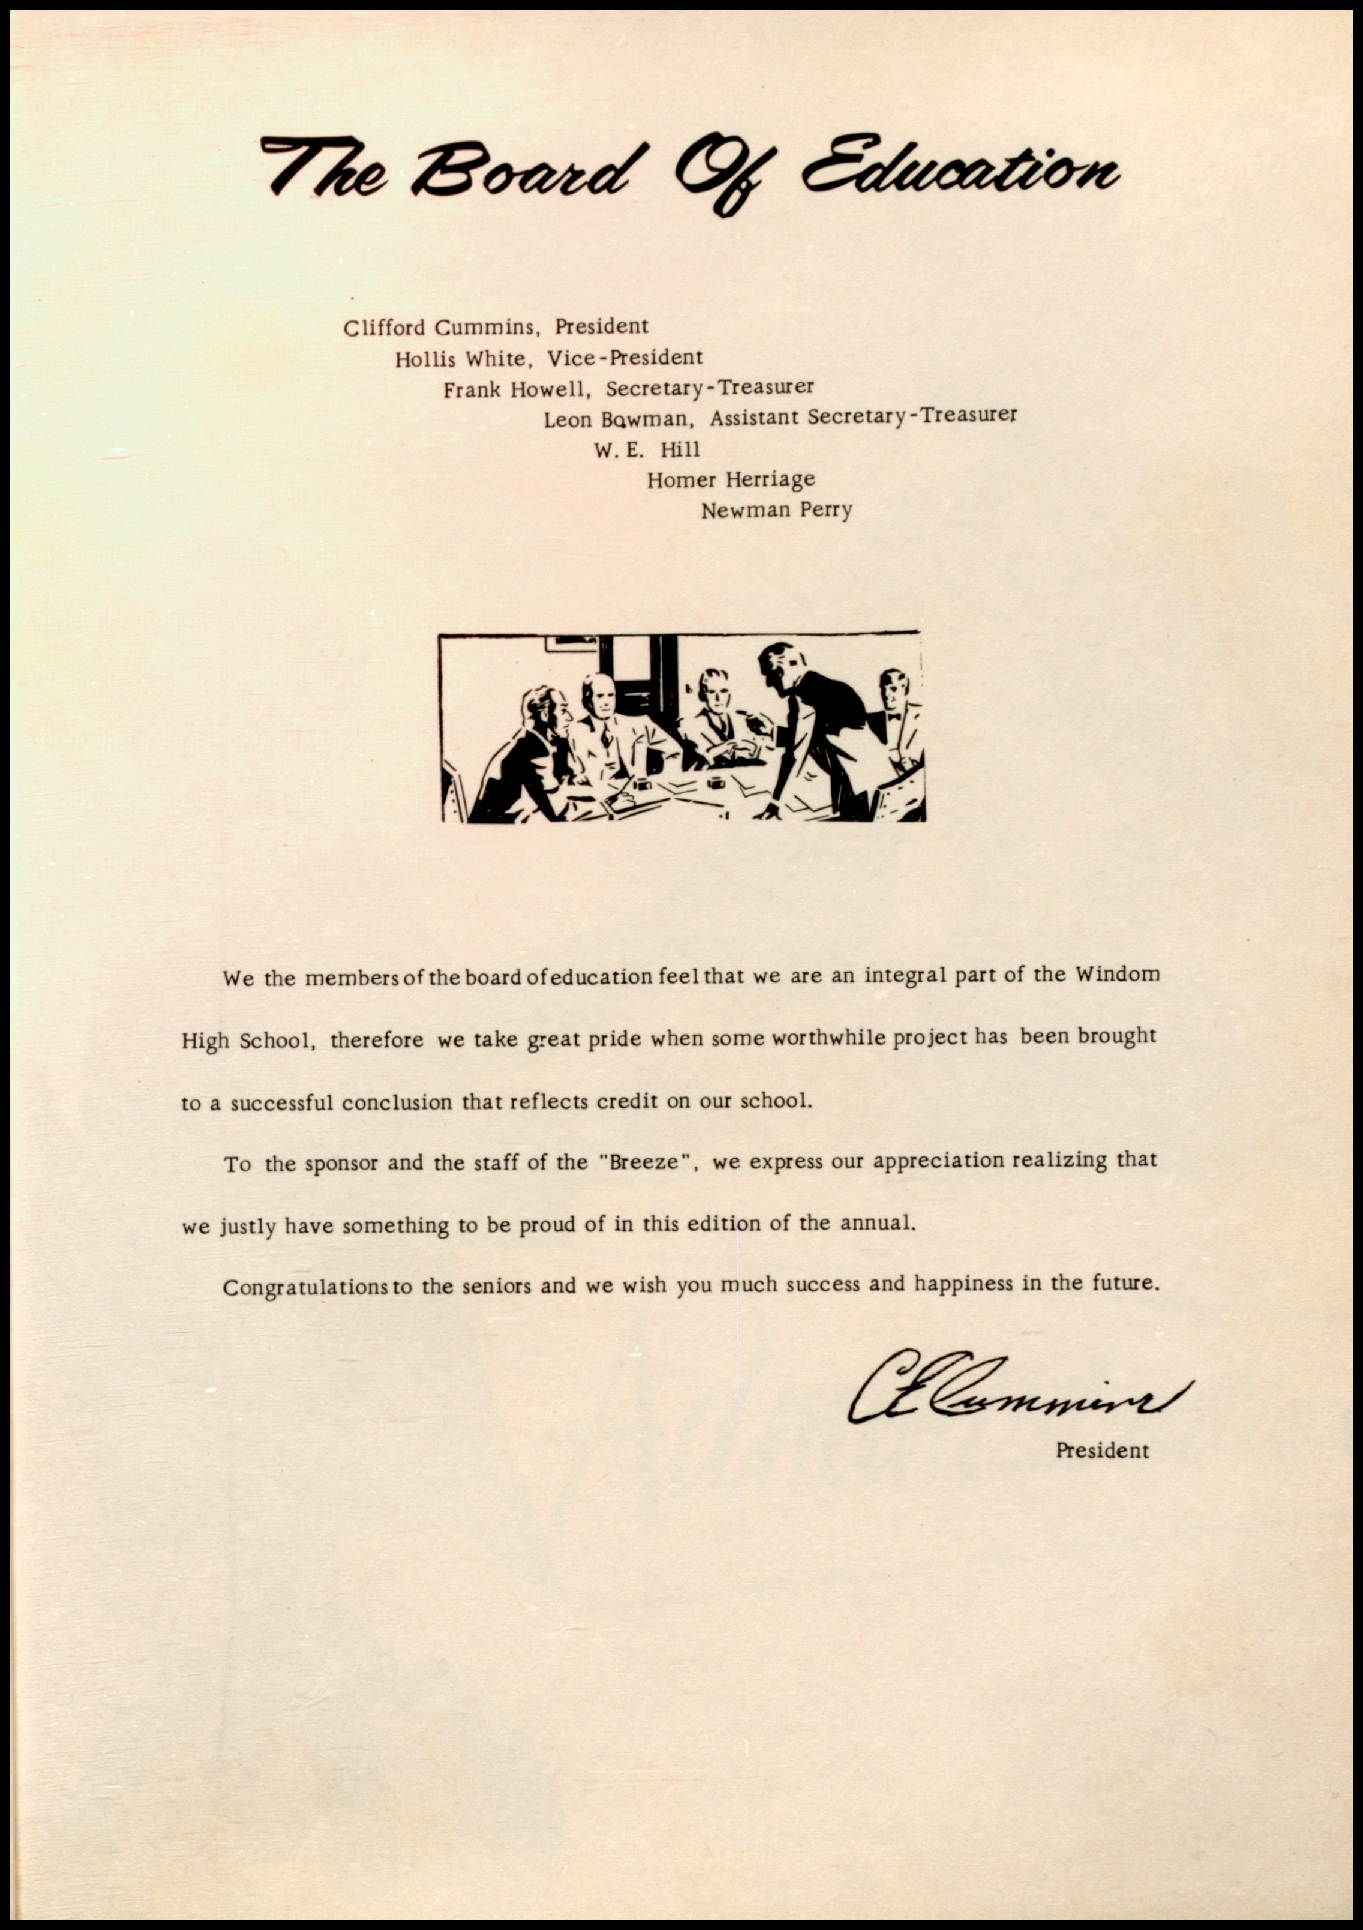 The Board Of Education
Clifford Cummins, President
Hollis White, Vice-President
Frank Howell, Secretary-Treasurer
Leon Bowman, Assistant Secretary-Treasurer
W. E. Hill
Homer Herriage
Newman Perry
We the members of the board of education feel that we are an integral part of the Windom
High School, therefore we take great pride when some worthwhile project has been brought
to a successful conclusion that reflects credit on our school.
To the sponsor and the staff of the "Breeze", we express our appreciation realizing that
we justly have something to be proud of in this edition of the annual.
Congratulations to the seniors and we wish you much success and happiness in the future.
C E Cummins
President